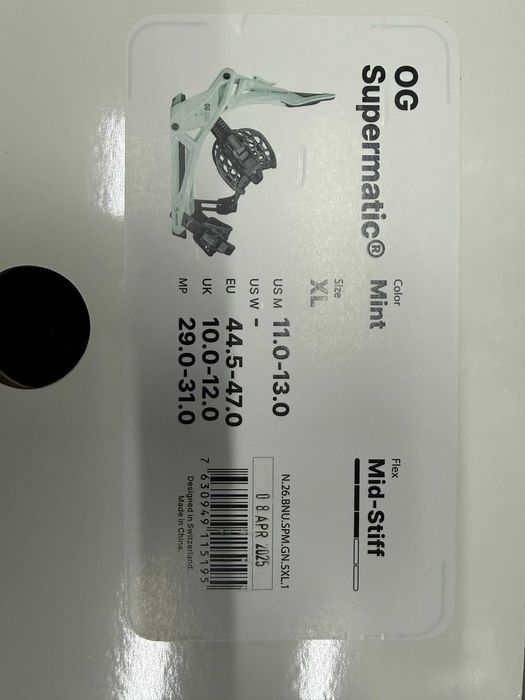 OG
Supermatic®
Color
Mint
Flex
Mid-Stiff
Size
XL
US M 11.0-13.0
US W -
EU 44.5-47.0
UK 10.0-12.0
MP 29.0-31.0
N.26.BNU.SPM.GN.5XL.1
08 APR 2025
7 630949 115195
Designed in Switzerland.
Made in China.